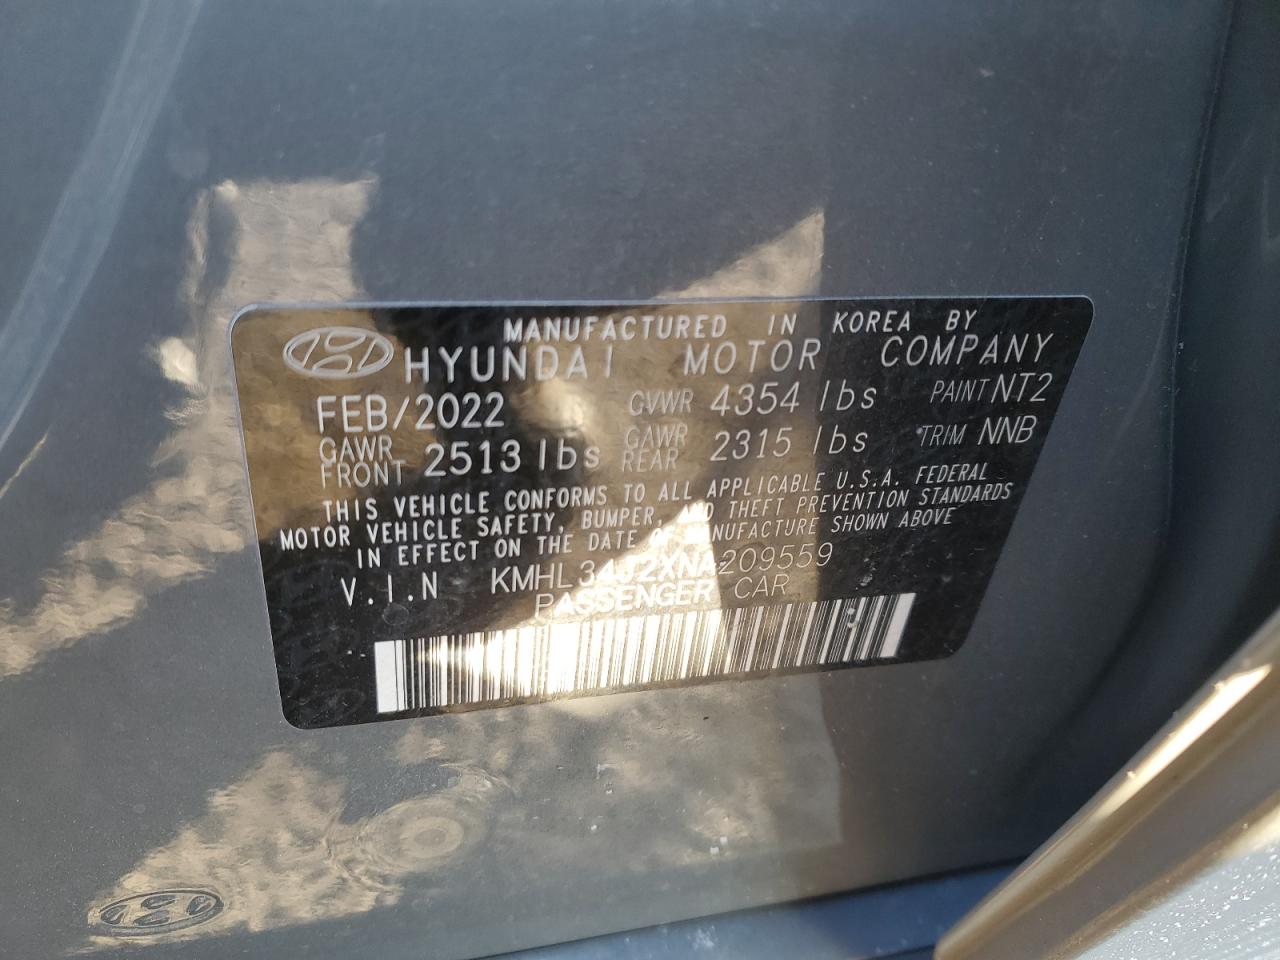 MANUFACTURED IN KOREA BY
HYUNDAI MOTOR COMPANY
FEB/2022 GVWR 4354 lbs PAINT NT2
GAWR FRONT 2513 lbs GAWR REAR 2315 lbs TRIM NNB
THIS VEHICLE CONFORMS TO ALL APPLICABLE U.S.A. FEDERAL
MOTOR VEHICLE SAFETY, BUMPER, AND THEFT PREVENTION STANDARDS
IN EFFECT ON THE DATE OF MANUFACTURE SHOWN ABOVE
V.I.N KMHL34J2XNA209559
PASSENGER CAR